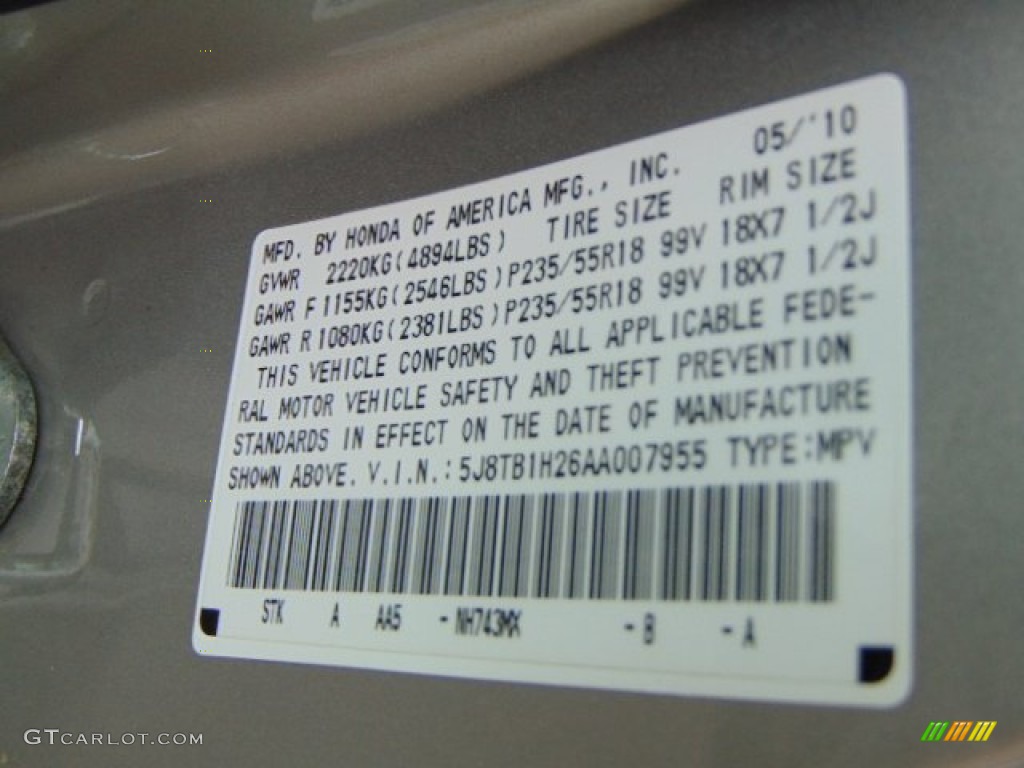 MFD. BY HONDA OF AMERICA MFG., INC. 05/'10
GVWR 2220KG(4894LBS) TIRE SIZE RIM SIZE
GAWR F1155KG(2546LBS)P235/55R18 99V 18X7 1/2J
GAWR R1080KG(2381LBS)P235/55R18 99V 18X7 1/2J
THIS VEHICLE CONFORMS TO ALL APPLICABLE FEDE-
RAL MOTOR VEHICLE SAFETY AND THEFT PREVENTION
STANDARDS IN EFFECT ON THE DATE OF MANUFACTURE
SHOWN ABOVE. V.I.N.:5J8TB1H26AA007955 TYPE:MPV
STK A AA5 -NH743MX -B -A
GTCARLOT.COM